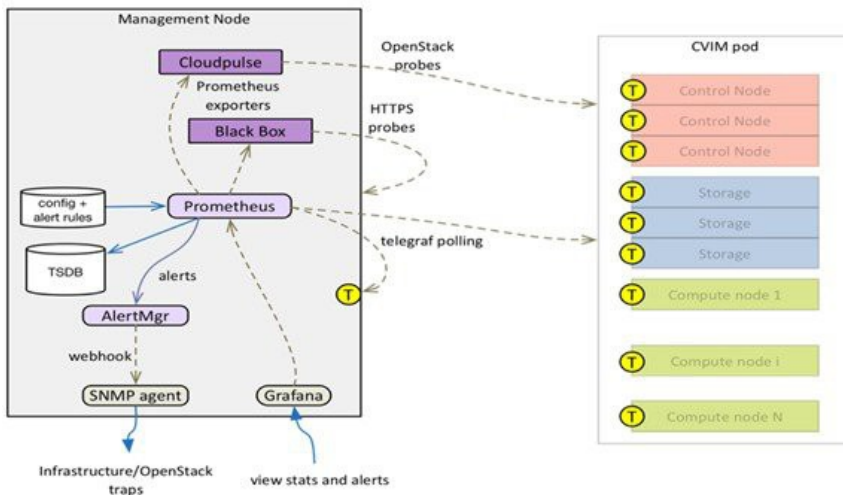 Management Node
Cloudpulse
Prometheus
exporters
Black Box
OpenStack
probes
HTTPS
probes
config +
alert rules
Prometheus
TSDB
alerts
telegraf polling
T
AlertMgr
webhook
SNMP agent
Grafana
Infrastructure/OpenStack
traps
view stats and alerts
CVIM pod
T Control Node
T Control Node
T Control Node
T Storage
T Storage
T Storage
T Compute node 1
T Compute node i
T Compute node N